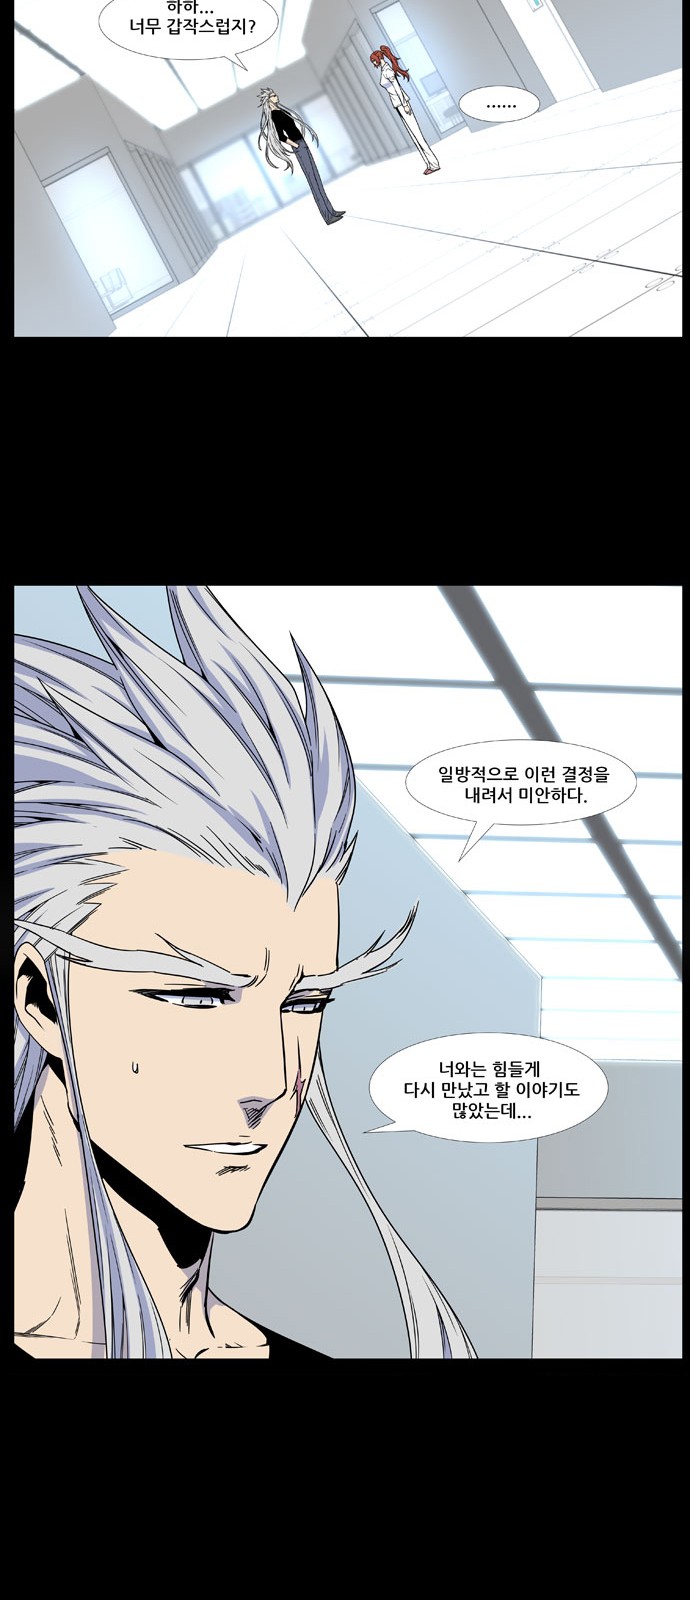 하하...
너무 갑작스럽지?
......
일방적으로 이런 결정을
내려서 미안하다.
너와는 힘들게
다시 만났고 할 이야기도
많았는데...